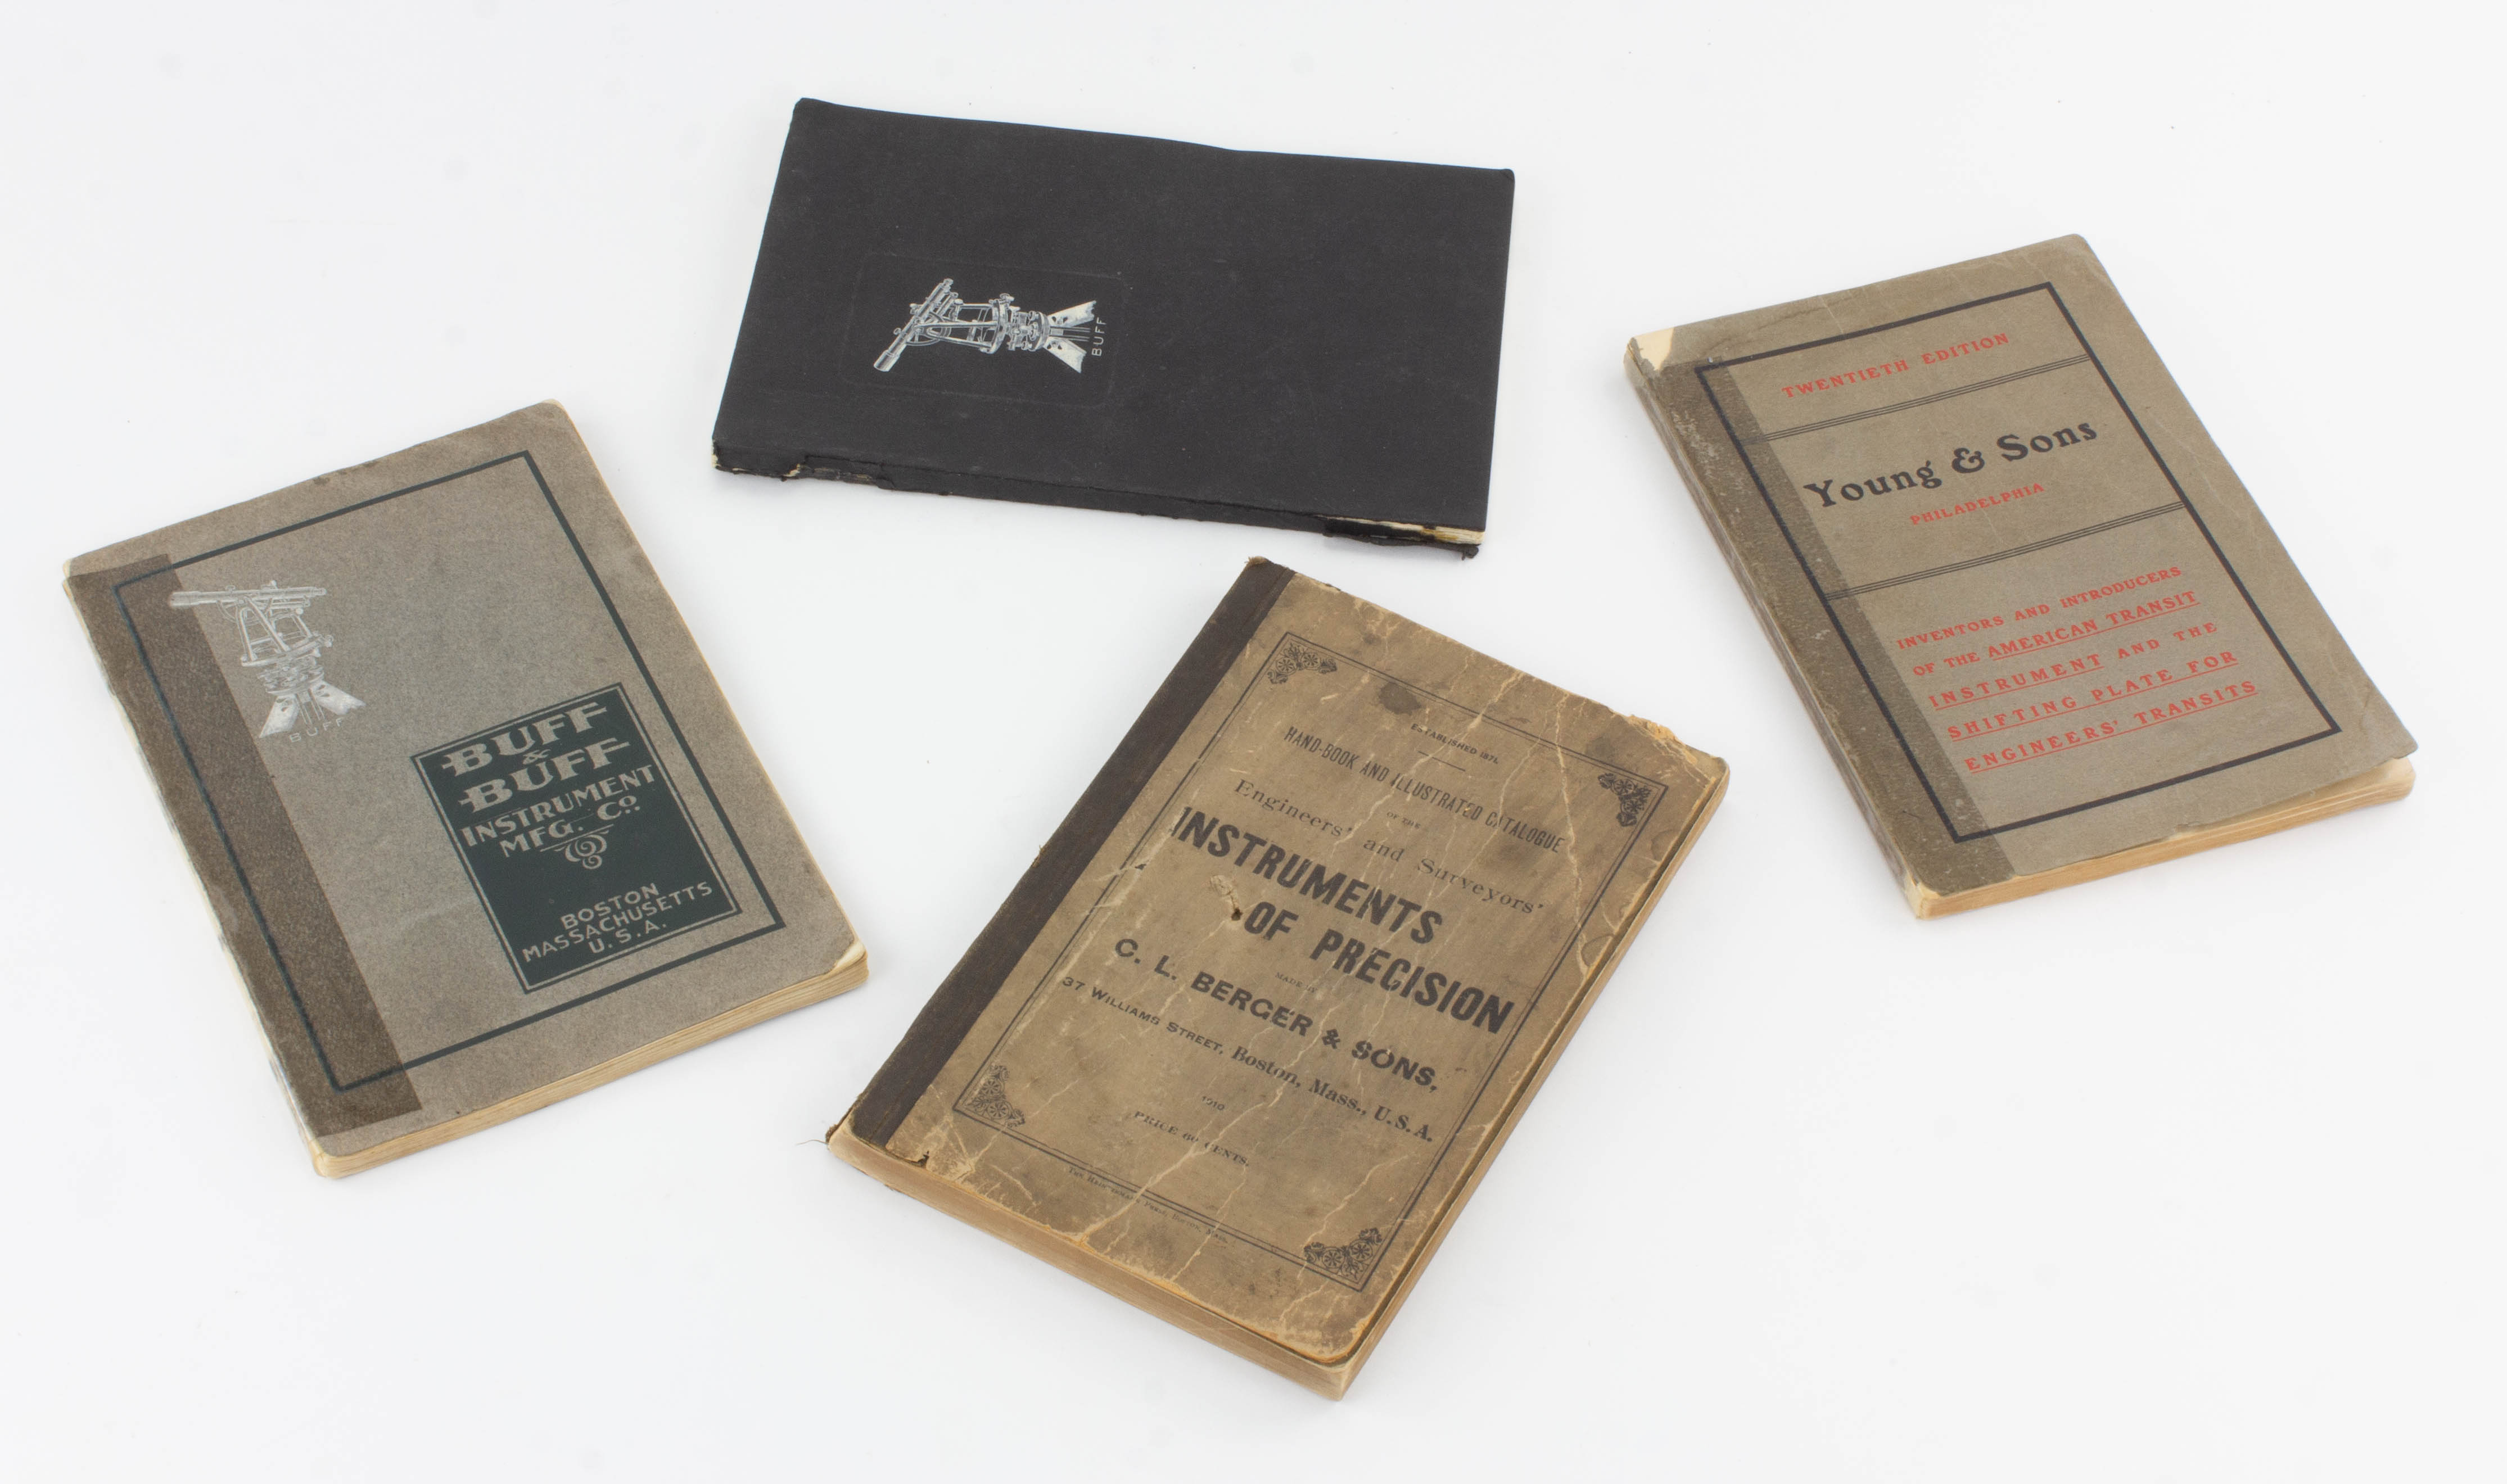 BUFF
TWENTIETH EDITION
Young & Sons
PHILADELPHIA
INVENTORS AND INTRODUCERS
OF THE AMERICAN TRANSIT
INSTRUMENT AND THE
SHIFTING PLATE FOR
ENGINEERS' TRANSITS
BUFF
BUFF
&
BUFF
INSTRUMENT
MFG. Co.
BOSTON
MASSACHUSETTS
U.S.A.
ESTABLISHED 1871.
HAND-BOOK AND ILLUSTRATED CATALOGUE
OF THE
Engineers' and Surveyors'
INSTRUMENTS
OF PRECISION
MADE BY
C. L. BERGER & SONS,
37 WILLIAMS STREET, Boston, Mass., U.S.A.
1910
PRICE 60 CENTS.